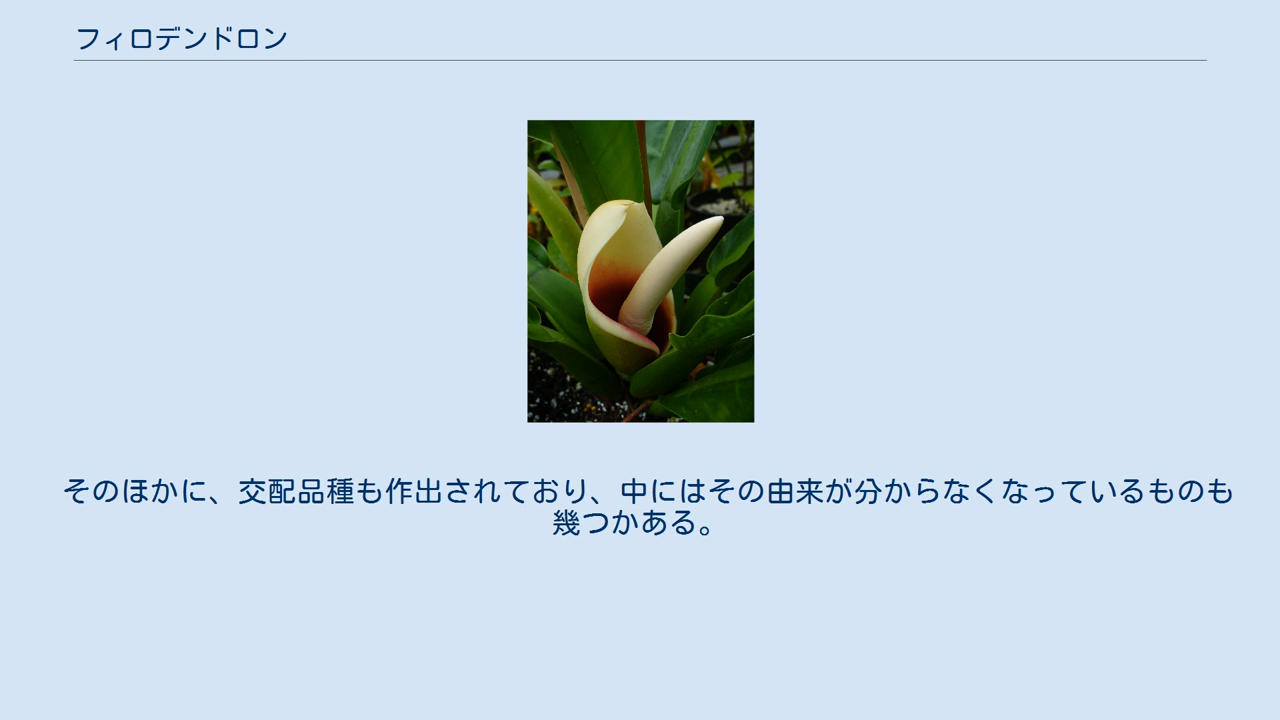 フィロデンドロン
そのほかに、交配品種も作出されており、中にはその由来が分からなくなっているものも
幾つかある。